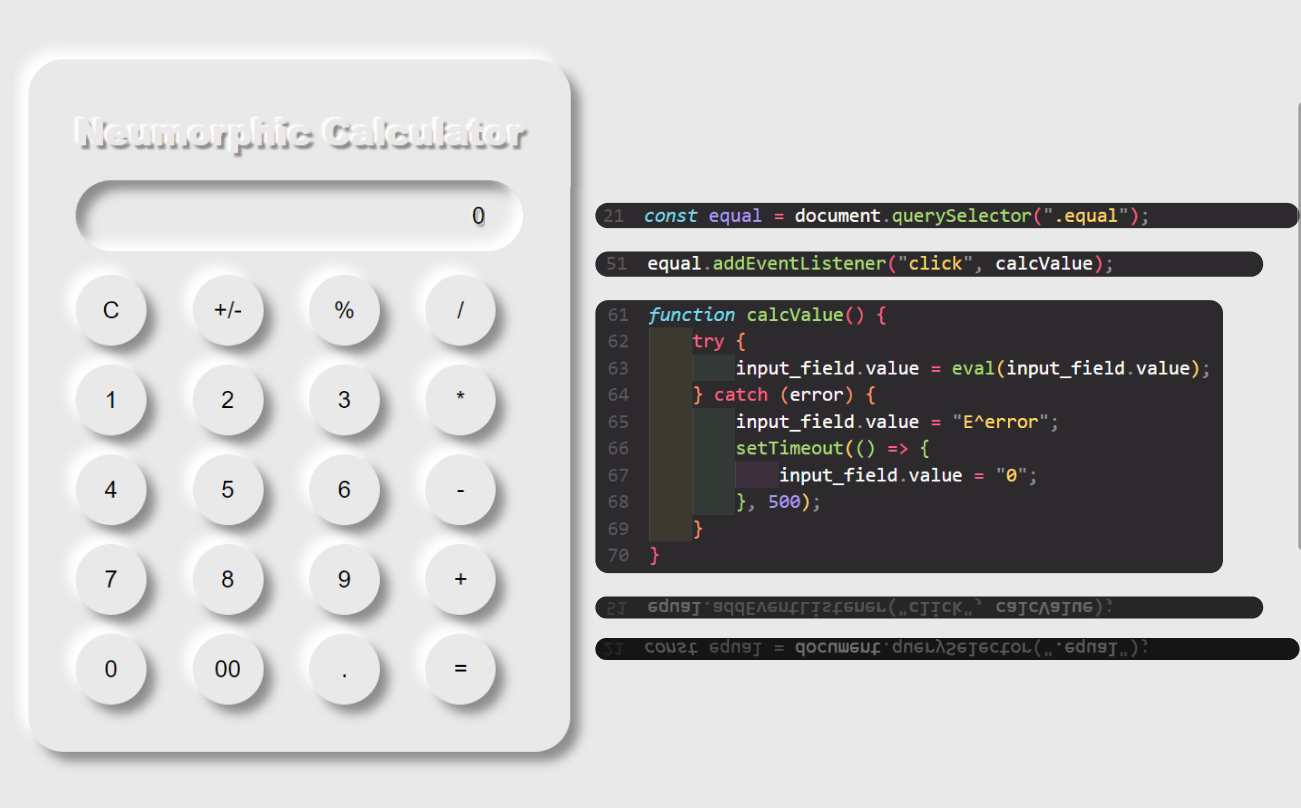 Neumorphic Calculator
0
C +/- % /
1 2 3 *
4 5 6 -
7 8 9 +
0 00 . =
21 const equal = document.querySelector(".equal");
51 equal.addEventListener("click", calcValue);
61 function calcValue() {
62 try {
63 input_field.value = eval(input_field.value);
64 } catch (error) {
65 input_field.value = "E^error";
66 setTimeout(() => {
67 input_field.value = "0";
68 }, 500);
69 }
70 }
51 equal.addEventListener("click", calcValue);
21 const equal = document.querySelector(".equal");